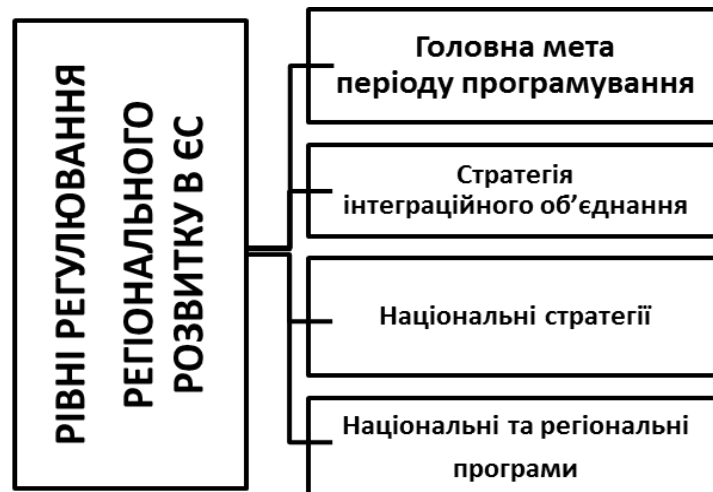 РІВНІ РЕГУЛЮВАННЯ
РЕГІОНАЛЬНОГО
РОЗВИТКУ В ЄС
Головна мета
періоду програмування
Стратегія
інтеграційного об’єднання
Національні стратегії
Національні та регіональні
програми